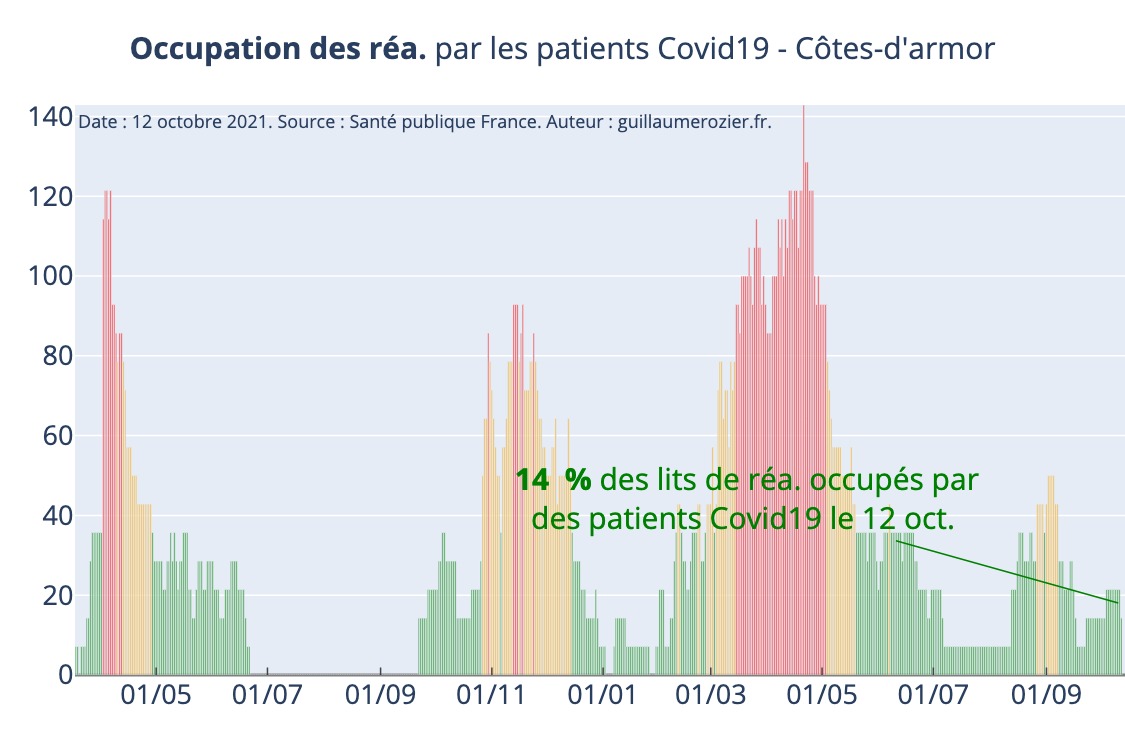 Occupation des réa. par les patients Covid19 - Côtes-d'armor
140
Date : 12 octobre 2021. Source : Santé publique France. Auteur : guillaumerozier.fr.
120
100
80
60
14 % des lits de réa. occupés par
des patients Covid19 le 12 oct.
40
20
0
01/05 01/07 01/09 01/11 01/01 01/03 01/05 01/07 01/09